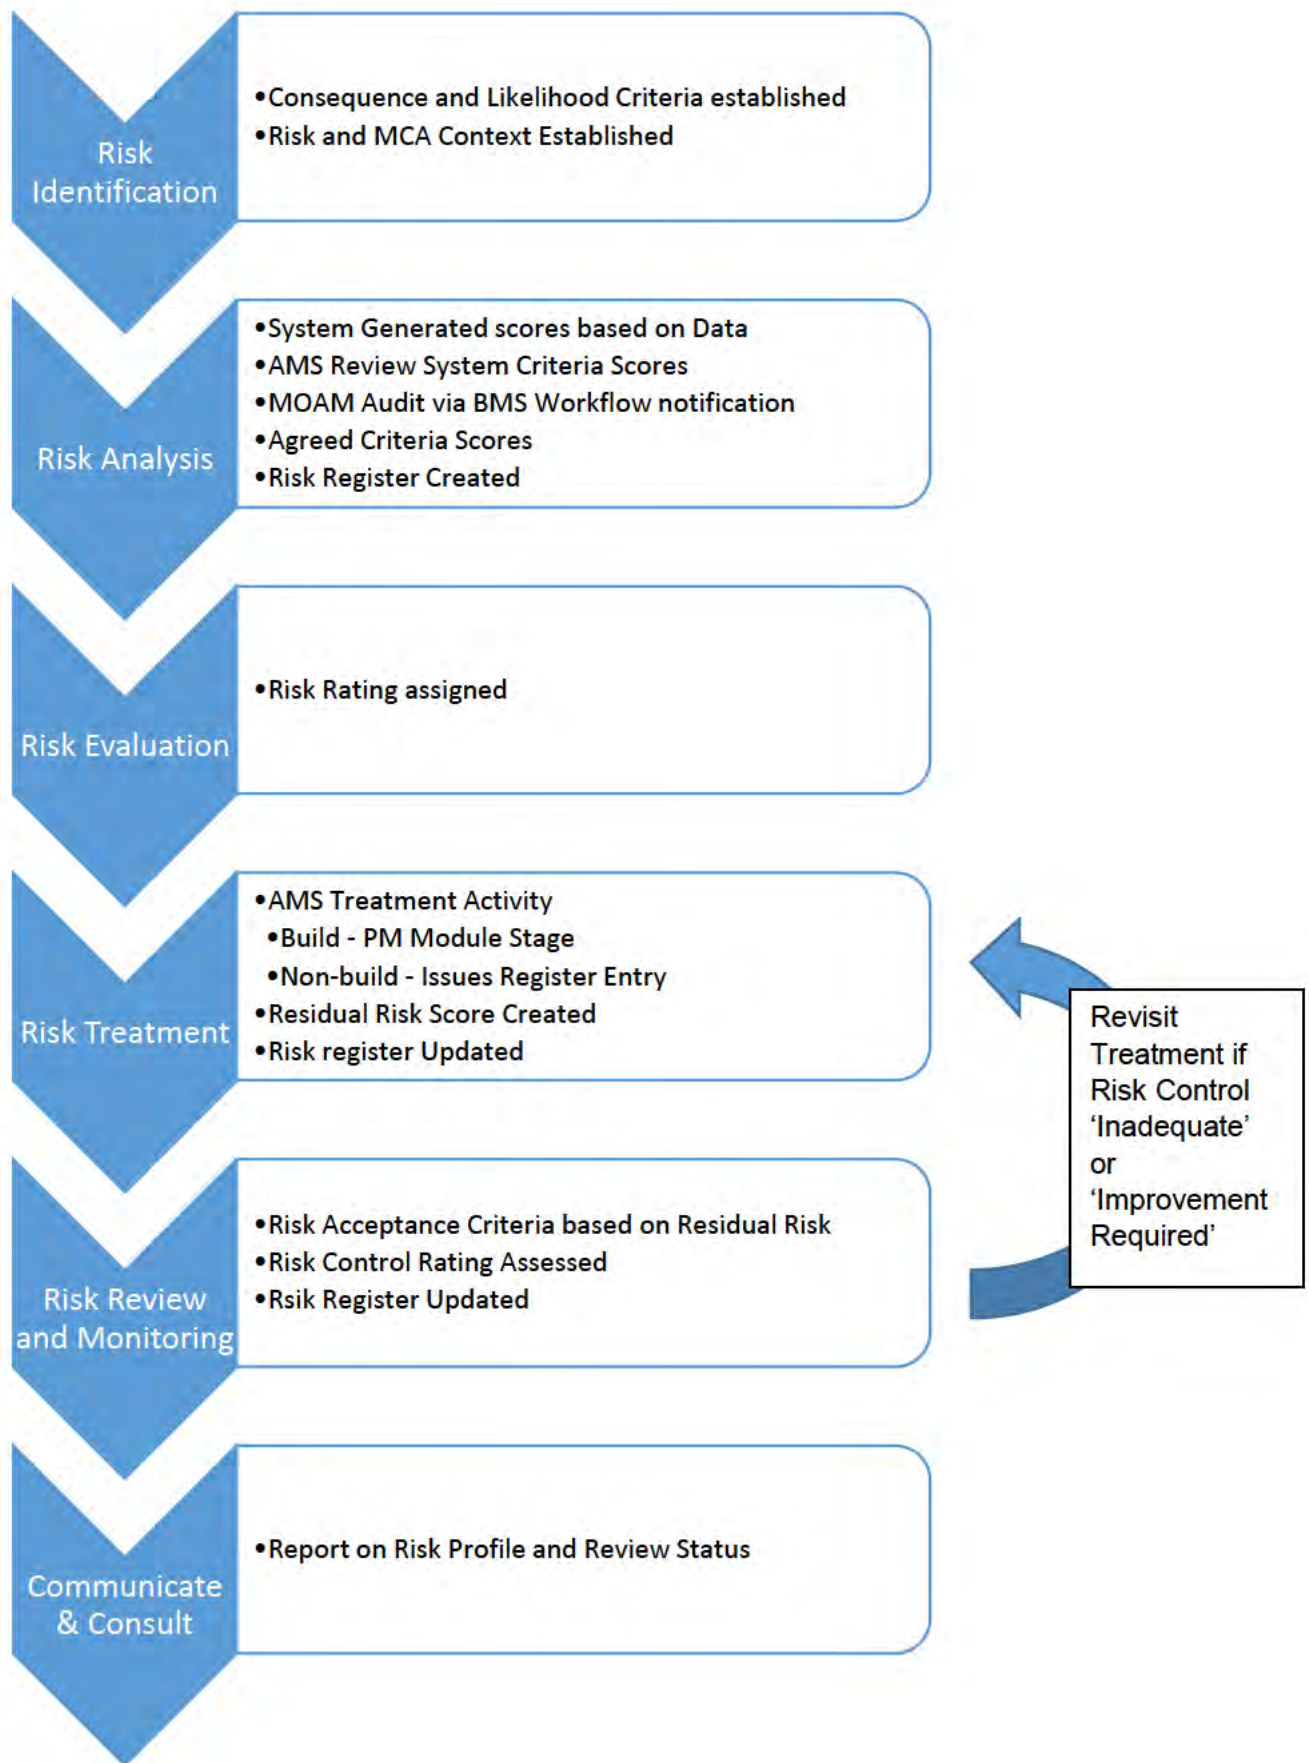 Risk
Identification
•Consequence and Likelihood Criteria established
•Risk and MCA Context Established
Risk Analysis
•System Generated scores based on Data
•AMS Review System Criteria Scores
•MOAM Audit via BMS Workflow notification
•Agreed Criteria Scores
•Risk Register Created
Risk Evaluation
•Risk Rating assigned
Risk Treatment
•AMS Treatment Activity
•Build - PM Module Stage
•Non-build - Issues Register Entry
•Residual Risk Score Created
•Risk register Updated
Risk Review
and Monitoring
•Risk Acceptance Criteria based on Residual Risk
•Risk Control Rating Assessed
•Rsik Register Updated
Revisit
Treatment if
Risk Control
‘Inadequate’
or
‘Improvement
Required’
Communicate
& Consult
•Report on Risk Profile and Review Status